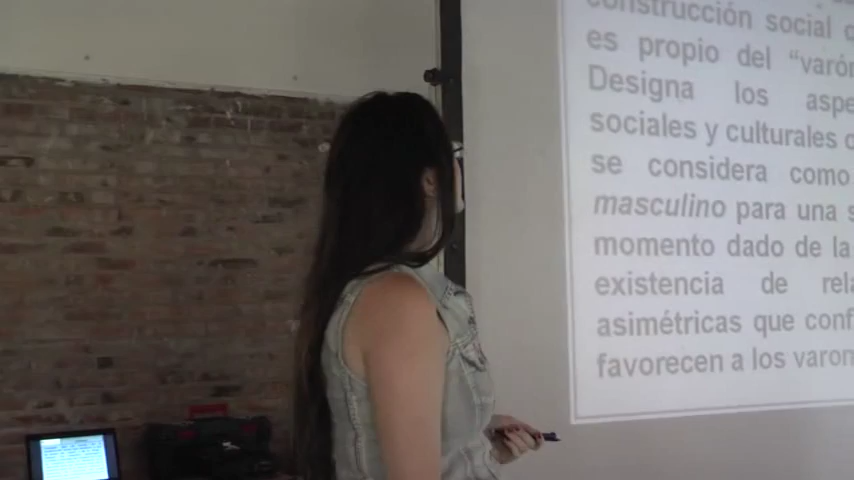 construcción social
es propio del “varón
Designa los
sociales y culturales
se considera como
masculino para una
momento dado de la
existencia de
asimétricas que
favorecen a los